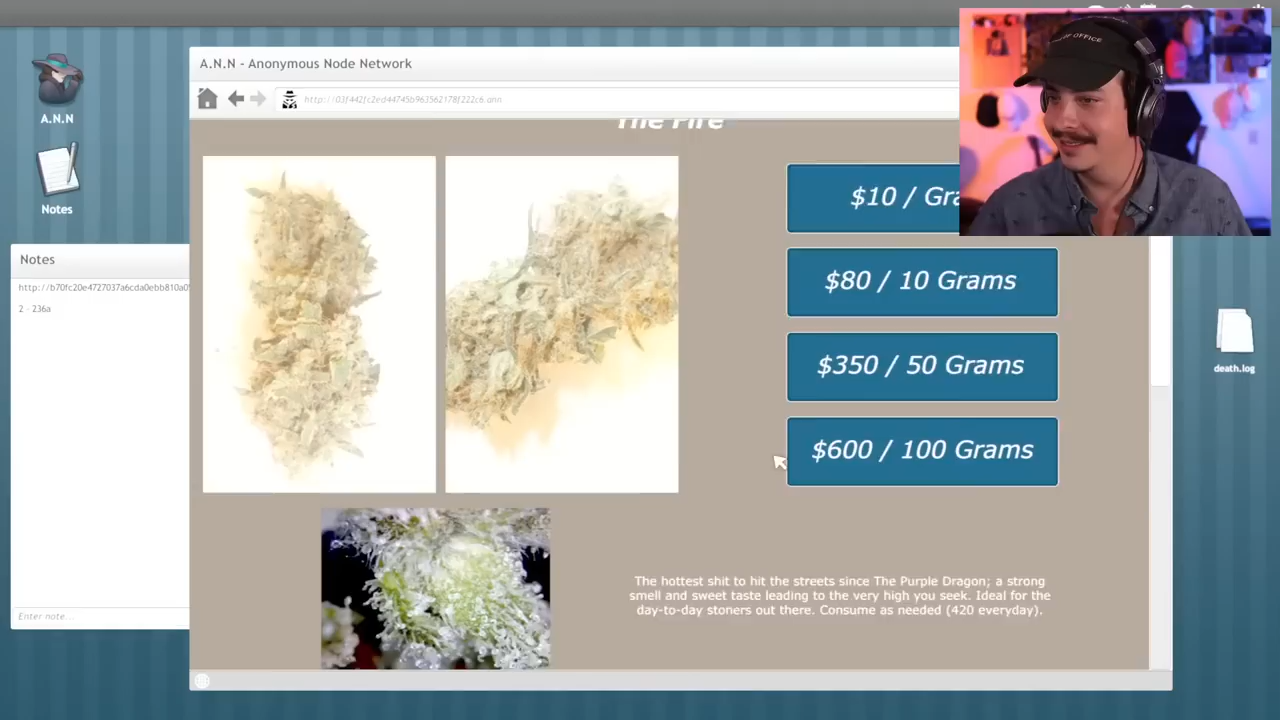 A.N.N - Anonymous Node Network
A.N.N
Notes
Notes
2 - 236a
Enter note...
$10 / Gra
$80 / 10 Grams
$350 / 50 Grams
$600 / 100 Grams
The hottest shit to hit the streets since The Purple Dragon; a strong
smell and sweet taste leading to the very high you seek. Ideal for the
day-to-day stoners out there. Consume as needed (420 everyday).
death.log
OF OFFICE